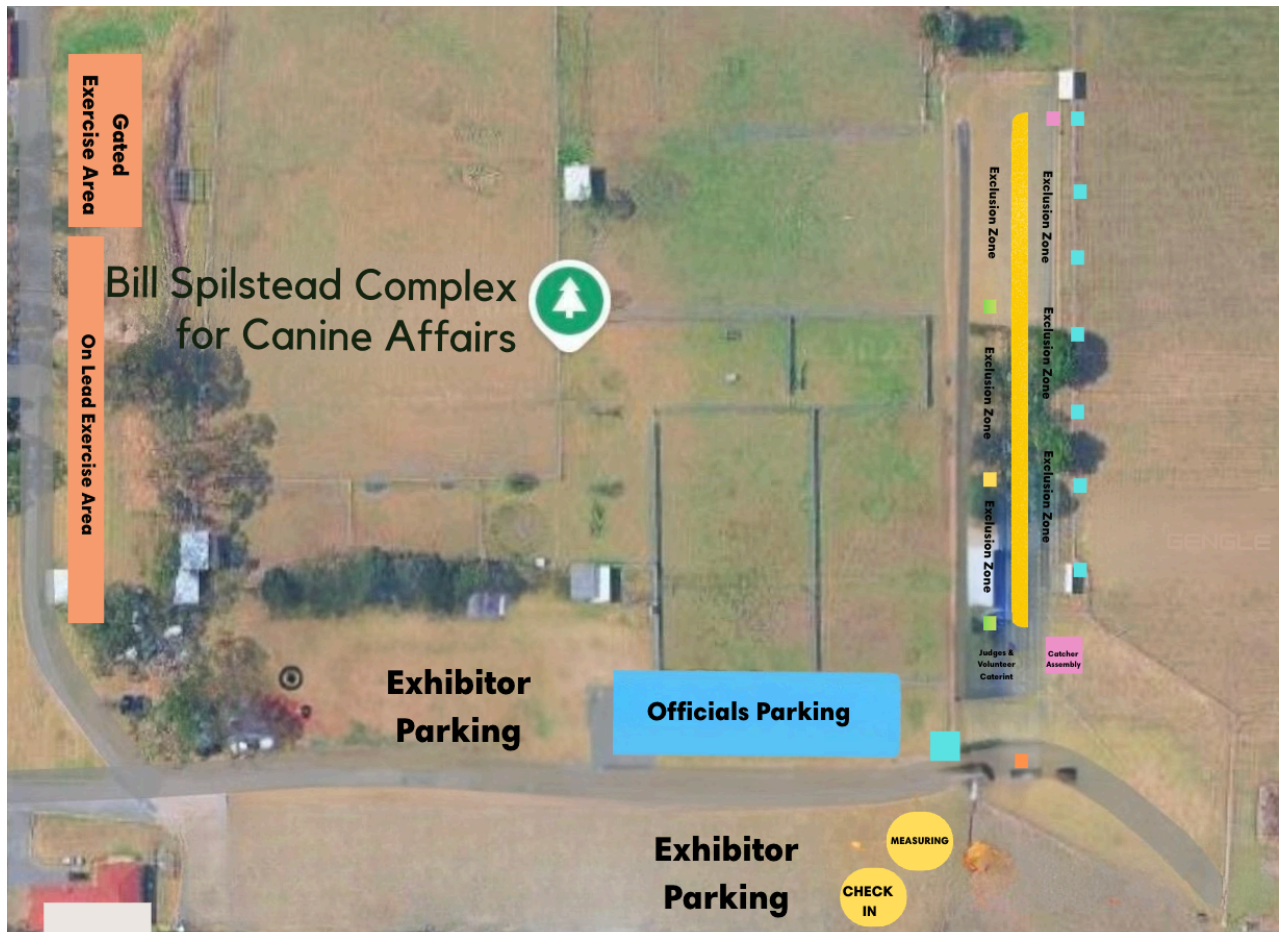 Gated
Exercise Area
On Lead Exercise Area
Bill Spilstead Complex
for Canine Affairs
Exclusion Zone
Exclusion Zone
Exclusion Zone
Exclusion Zone
Exclusion Zone
Exclusion Zone
Judges &
Volunteer
Caterint
Catcher
Assembly
Exhibitor
Parking
Officials Parking
Exhibitor
Parking
MEASURING
CHECK
IN